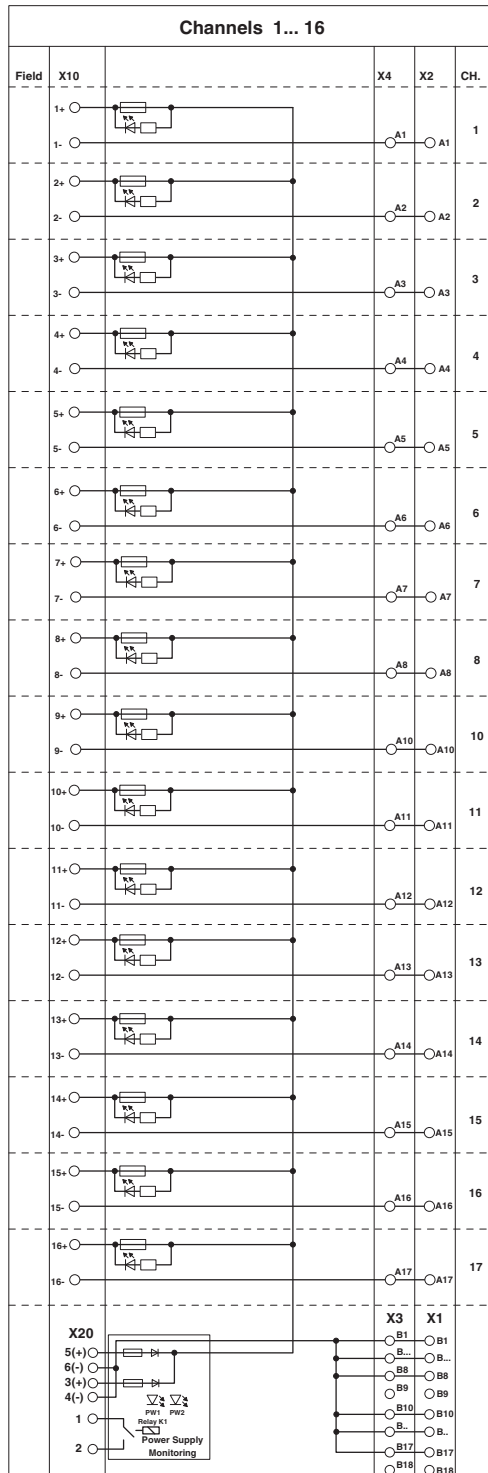 Channels 1... 16
Field X10 X4 X2 CH.
1+
1- A1 A1 1
2+
2- A2 A2 2
3+
3- A3 A3 3
4+
4- A4 A4 4
5+
5- A5 A5 5
6+
6- A6 A6 6
7+
7- A7 A7 7
8+
8- A8 A8 8
9+
9- A10 A10 10
10+
10- A11 A11 11
11+
11- A12 A12 12
12+
12- A13 A13 13
13+
13- A14 A14 14
14+
14- A15 A15 15
15+
15- A16 A16 16
16+
16- A17 A17 17
X20 X3 X1
5(+) B1 B1
6(-) B... B...
3(+) B8 B8
4(-) B9 B9
PW1 PW2
1 Relay K1 B10 B10
Power Supply B.. B..
2 Monitoring B17 B17
B18 B18